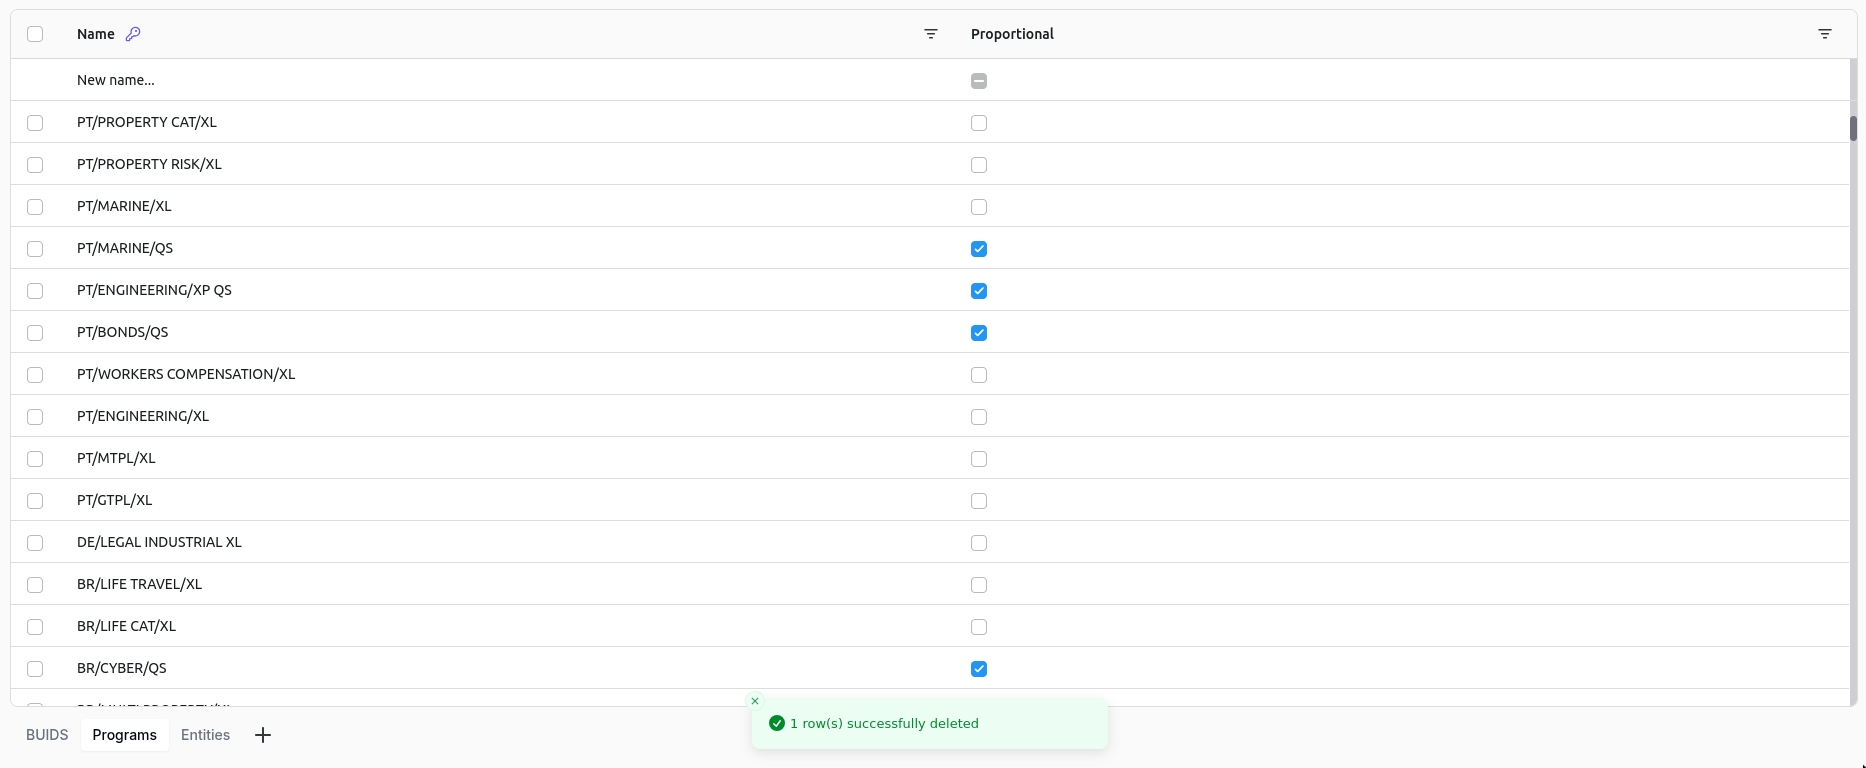 Name
Proportional
New name...
PT/PROPERTY CAT/XL
PT/PROPERTY RISK/XL
PT/MARINE/XL
PT/MARINE/QS
PT/ENGINEERING/XP QS
PT/BONDS/QS
PT/WORKERS COMPENSATION/XL
PT/ENGINEERING/XL
PT/MTPL/XL
PT/GTPL/XL
DE/LEGAL INDUSTRIAL XL
BR/LIFE TRAVEL/XL
BR/LIFE CAT/XL
BR/CYBER/QS
1 row(s) successfully deleted
BUIDS
Programs
Entities